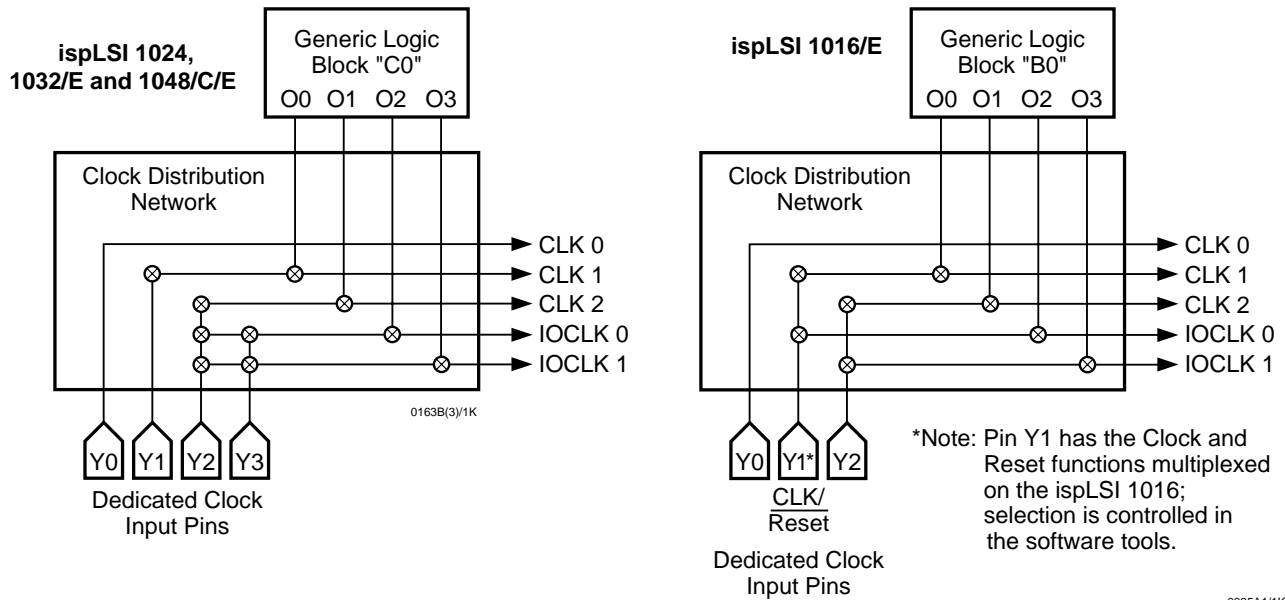 ispLSI 1024,
1032/E and 1048/C/E
Generic Logic
Block "C0"
O0 O1 O2 O3
Clock Distribution
Network
CLK 0
CLK 1
CLK 2
IOCLK 0
IOCLK 1
0163B(3)/1K
Y0 Y1 Y2 Y3
Dedicated Clock
Input Pins
ispLSI 1016/E
Generic Logic
Block "B0"
O0 O1 O2 O3
Clock Distribution
Network
CLK 0
CLK 1
CLK 2
IOCLK 0
IOCLK 1
Y0 Y1* Y2
CLK/
Reset
Dedicated Clock
Input Pins
*Note: Pin Y1 has the Clock and
Reset functions multiplexed
on the ispLSI 1016;
selection is controlled in
the software tools.